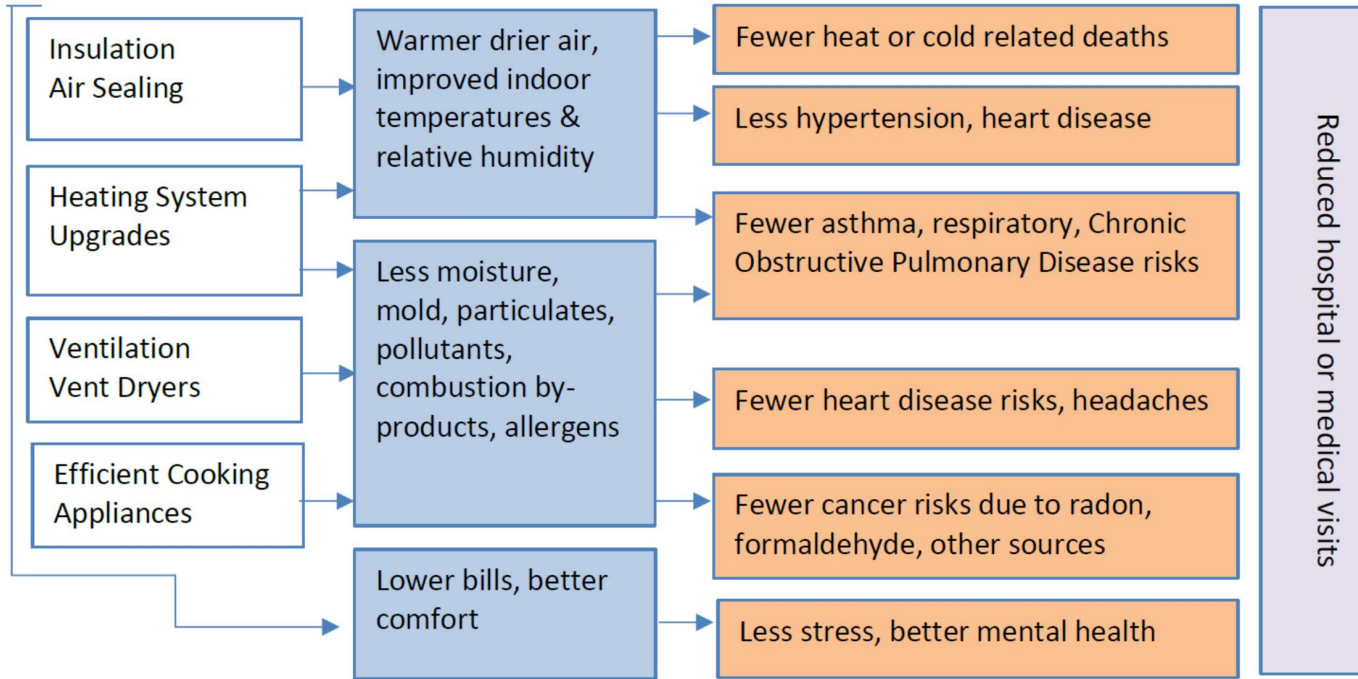 Insulation
Air Sealing
Heating System
Upgrades
Ventilation
Vent Dryers
Efficient Cooking
Appliances
Warmer drier air,
improved indoor
temperatures &
relative humidity
Less moisture,
mold, particulates,
pollutants,
combustion by-
products, allergens
Lower bills, better
comfort
Fewer heat or cold related deaths
Less hypertension, heart disease
Fewer asthma, respiratory, Chronic
Obstructive Pulmonary Disease risks
Fewer heart disease risks, headaches
Fewer cancer risks due to radon,
formaldehyde, other sources
Less stress, better mental health
Reduced hospital or medical visits